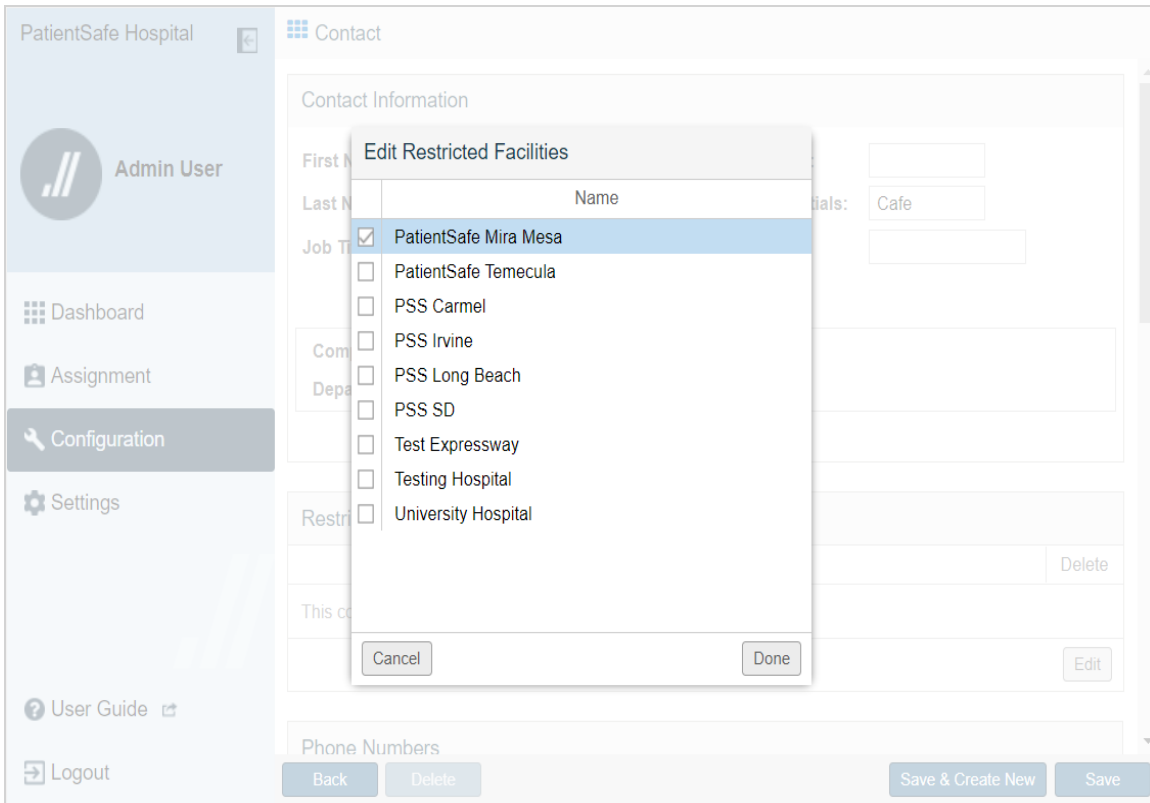 PatientSafe Hospital
Contact
Admin User
Dashboard
Assignment
Configuration
Settings
User Guide
Logout
Contact Information
First N
Last N
tials: Cafe
Job Ti
Com
Depa
Restri
Delete
This co
Edit
Phone Numbers
Back
Delete
Save & Create New
Save
Edit Restricted Facilities
Name
PatientSafe Mira Mesa
PatientSafe Temecula
PSS Carmel
PSS Irvine
PSS Long Beach
PSS SD
Test Expressway
Testing Hospital
University Hospital
Cancel
Done